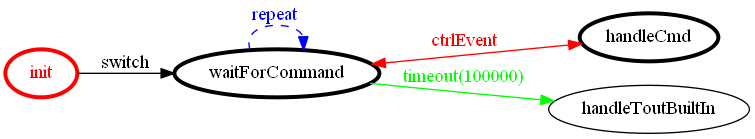 repeat
init
switch
waitForCommand
ctrlEvent
handleCmd
timeout(100000)
handleToutBuiltIn